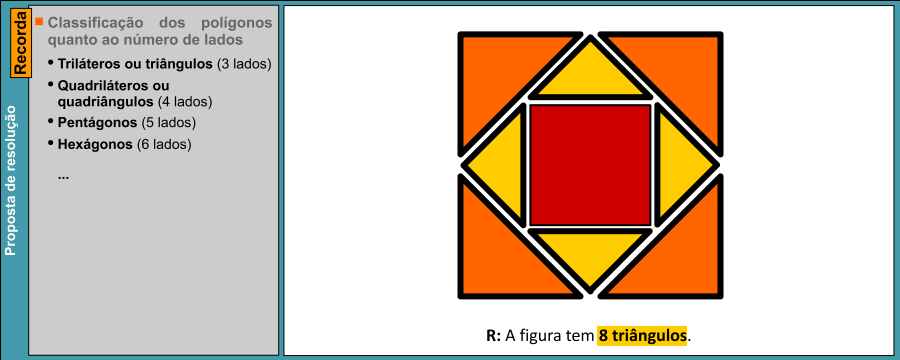 Proposta de resolução
Recorda
Classificação dos polígonos
quanto ao número de lados
• Triláteros ou triângulos (3 lados)
• Quadriláteros ou
quadriângulos (4 lados)
• Pentágonos (5 lados)
• Hexágonos (6 lados)
...
R: A figura tem 8 triângulos.